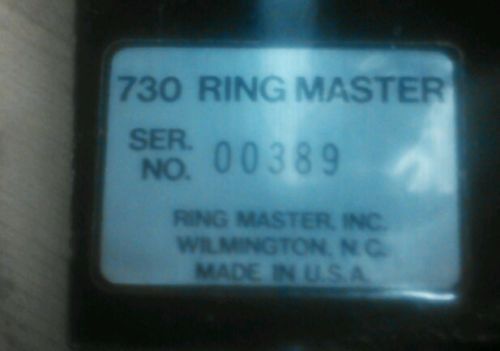 730 RING MASTER
SER.
NO. 00389
RING MASTER, INC.
WILMINGTON, N.C.
MADE IN U.S.A.